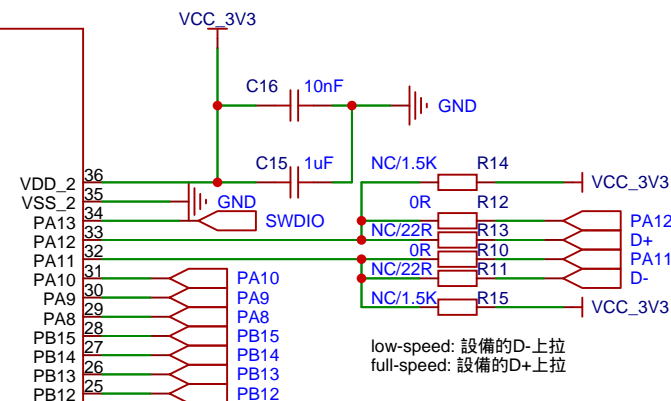 VCC_3V3
C16 10nF
GND
C15 1uF
NC/1.5K R14
VCC_3V3
VDD_2 36
VSS_2 35 GND
0R R12 PA12
PA13 34 SWDIO
NC/22R R13 D+
PA12 33
0R R10 PA11
PA11 32
NC/22R R11 D-
PA10 31 PA10
PA9 30 PA9
NC/1.5K R15 VCC_3V3
PA8 29 PA8
PB15 28 PB15
low-speed: 設備的D-上拉
PB14 27 PB14
full-speed: 設備的D+上拉
PB13 26 PB13
PB12 25 PB12